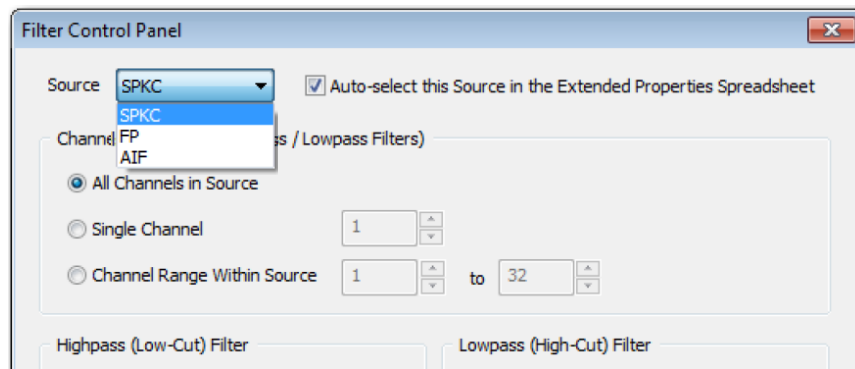 Filter Control Panel
Source SPKC Auto-select this Source in the Extended Properties Spreadsheet
SPKC
FP
AIF
/ Lowpass Filters)
All Channels in Source
Single Channel 1
Channel Range Within Source 1 to 32
Highpass (Low-Cut) Filter Lowpass (High-Cut) Filter